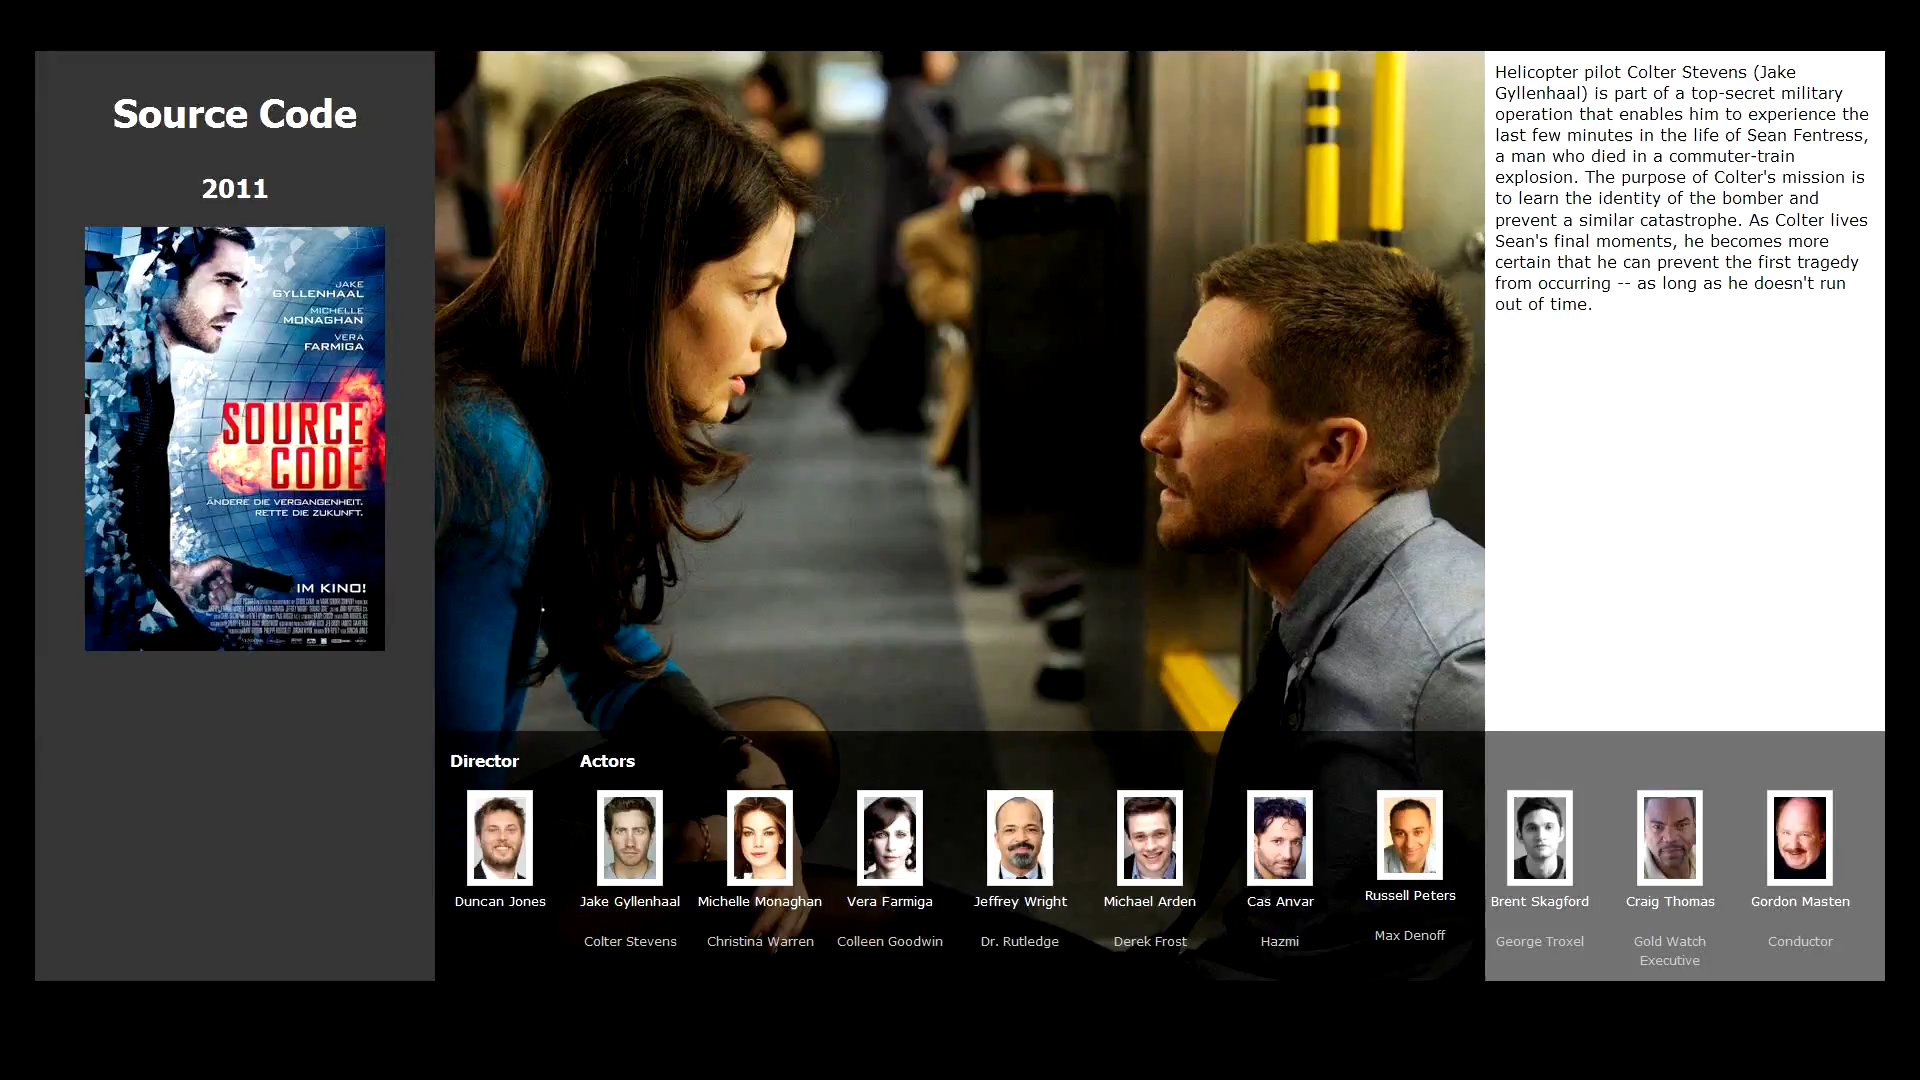 Source Code
2011
JAKE
GYLLENHAAL
MICHELLE
MONAGHAN
VERA
FARMIGA
SOURCE
CODE
ÄNDERE DIE VERGANGENHEIT.
RETTE DIE ZUKUNFT.
IM KINO!
Helicopter pilot Colter Stevens (Jake
Gyllenhaal) is part of a top-secret military
operation that enables him to experience the
last few minutes in the life of Sean Fentress,
a man who died in a commuter-train
explosion. The purpose of Colter's mission is
to learn the identity of the bomber and
prevent a similar catastrophe. As Colter lives
Sean's final moments, he becomes more
certain that he can prevent the first tragedy
from occurring -- as long as he doesn't run
out of time.
Director
Actors
Duncan Jones
Jake Gyllenhaal
Colter Stevens
Michelle Monaghan
Christina Warren
Vera Farmiga
Colleen Goodwin
Jeffrey Wright
Dr. Rutledge
Michael Arden
Derek Frost
Cas Anvar
Hazmi
Russell Peters
Max Denoff
Brent Skagford
George Troxel
Craig Thomas
Gold Watch
Executive
Gordon Masten
Conductor